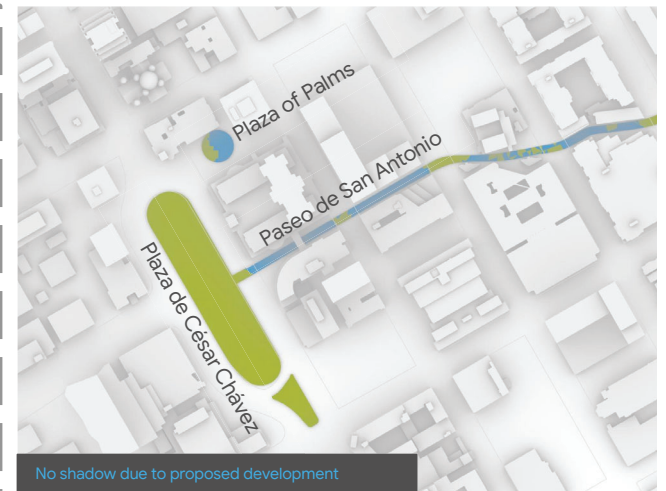 Plaza of Palms
Paseo de San Antonio
Plaza de César Chávez
No shadow due to proposed development